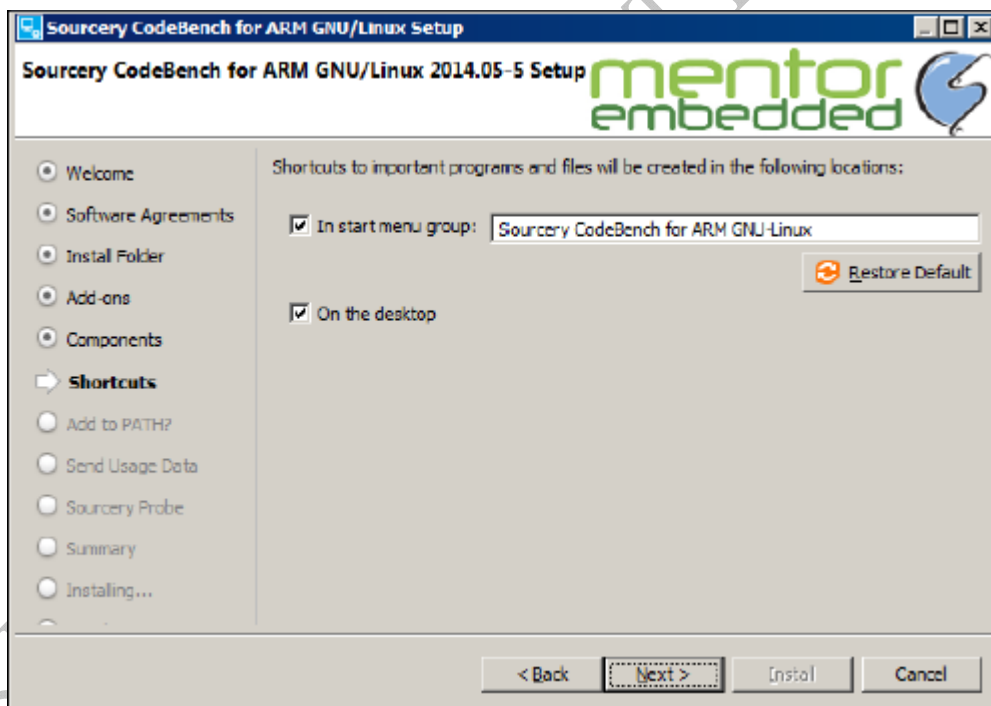 Sourcery CodeBench for ARM GNU/Linux Setup
Sourcery CodeBench for ARM GNU/Linux 2014.05-5 Setup
mentor
embedded
Welcome
Software Agreements
Install Folder
Add-ons
Components
Shortcuts
Add to PATH?
Send Usage Data
Sourcery Probe
Summary
Installing...
Shortcuts to important programs and files will be created in the following locations:
In start menu group: Sourcery CodeBench for ARM GNU-Linux
Restore Default
On the desktop
< Back Next > Install Cancel